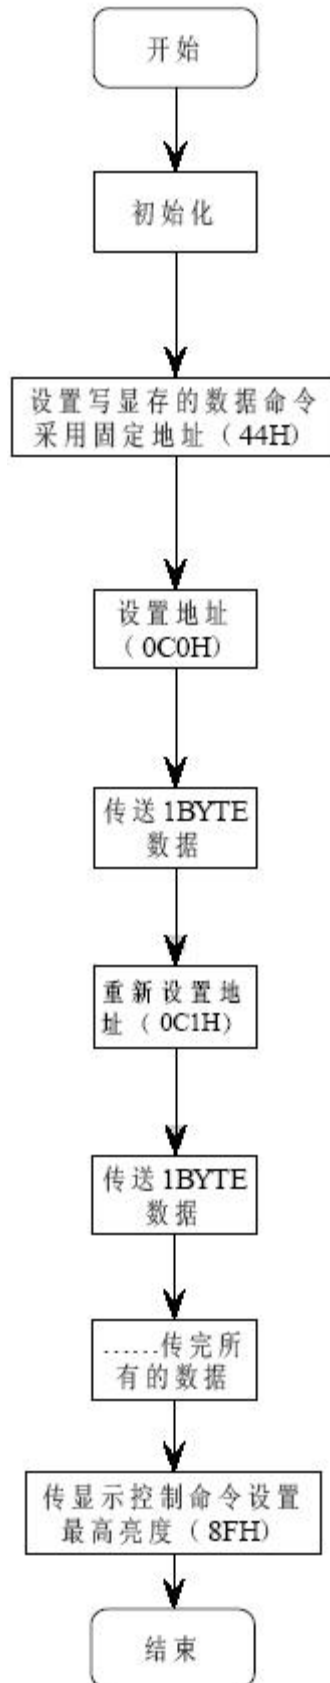 开始
初始化
设置写显存的数据命令
采用固定地址（44H）
设置地址
（0C0H）
传送1BYTE
数据
重新设置地
址（0C1H）
传送1BYTE
数据
……传完所
有的数据
传显示控制命令设置
最高亮度（8FH）
结束